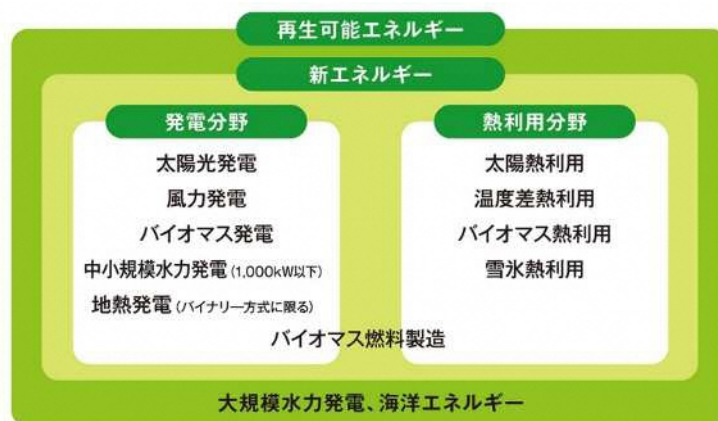 再生可能エネルギー
新エネルギー
発電分野
太陽光発電
風力発電
バイオマス発電
中小規模水力発電(1,000kW以下)
地熱発電(バイナリー方式に限る)
熱利用分野
太陽熱利用
温度差熱利用
バイオマス熱利用
雪氷熱利用
バイオマス燃料製造
大規模水力発電、海洋エネルギー